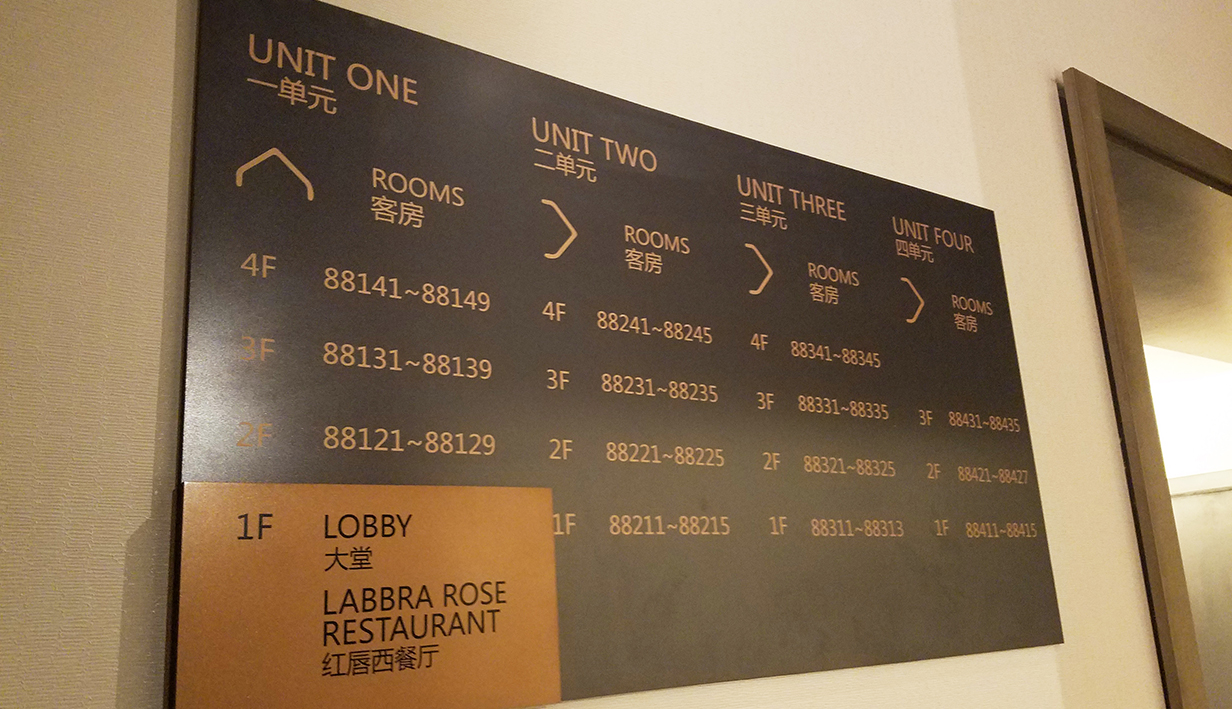 UNIT ONE
一单元
ROOMS
客房
4F 88141~88149
3F 88131~88139
2F 88121~88129
1F LOBBY
大堂
LABBRA ROSE
RESTAURANT
红唇西餐厅
UNIT TWO
二单元
ROOMS
客房
4F 88241~88245
3F 88231~88235
2F 88221~88225
1F 88211~88215
UNIT THREE
三单元
ROOMS
客房
4F 88341~88345
3F 88331~88335
2F 88321~88325
1F 88311~88313
UNIT FOUR
四单元
ROOMS
客房
3F 88431~88435
2F 88421~88427
1F 88411~88415